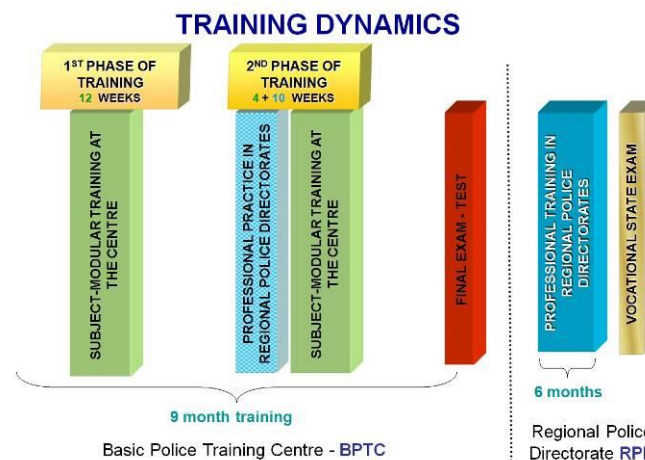 TRAINING DYNAMICS
1ST PHASE OF
TRAINING
12 WEEKS
2ND PHASE OF
TRAINING
4 + 10 WEEKS
SUBJECT-MODULAR TRAINING AT
THE CENTRE
PROFESSIONAL PRACTICE IN
REGIONAL POLICE DIRECTORATES
SUBJECT-MODULAR TRAINING AT
THE CENTRE
FINAL EXAM - TEST
PROFESSIONAL TRAINING IN
REGIONAL POLICE
DIRECTORATES
VOCATIONAL STATE EXAM
9 month training
6 months
Basic Police Training Centre - BPTC
Regional Police
Directorate